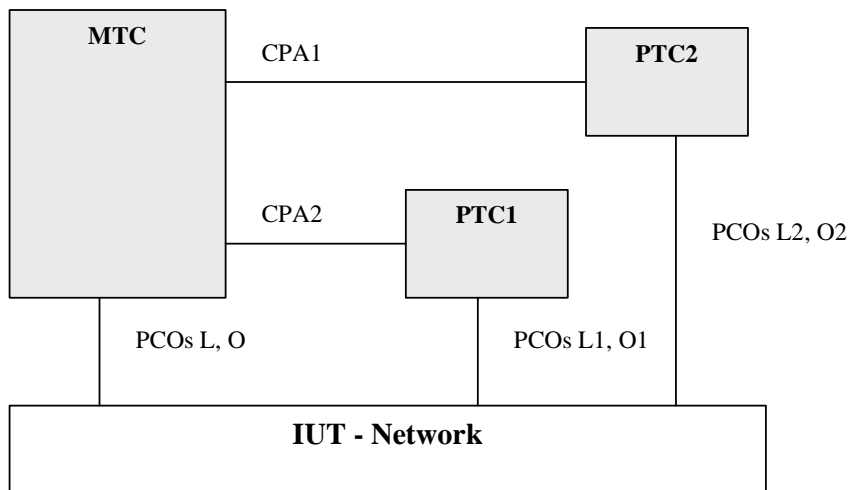 MTC
CPA1
PTC2
CPA2
PTC1
PCOs L2, O2
PCOs L, O
PCOs L1, O1
IUT - Network